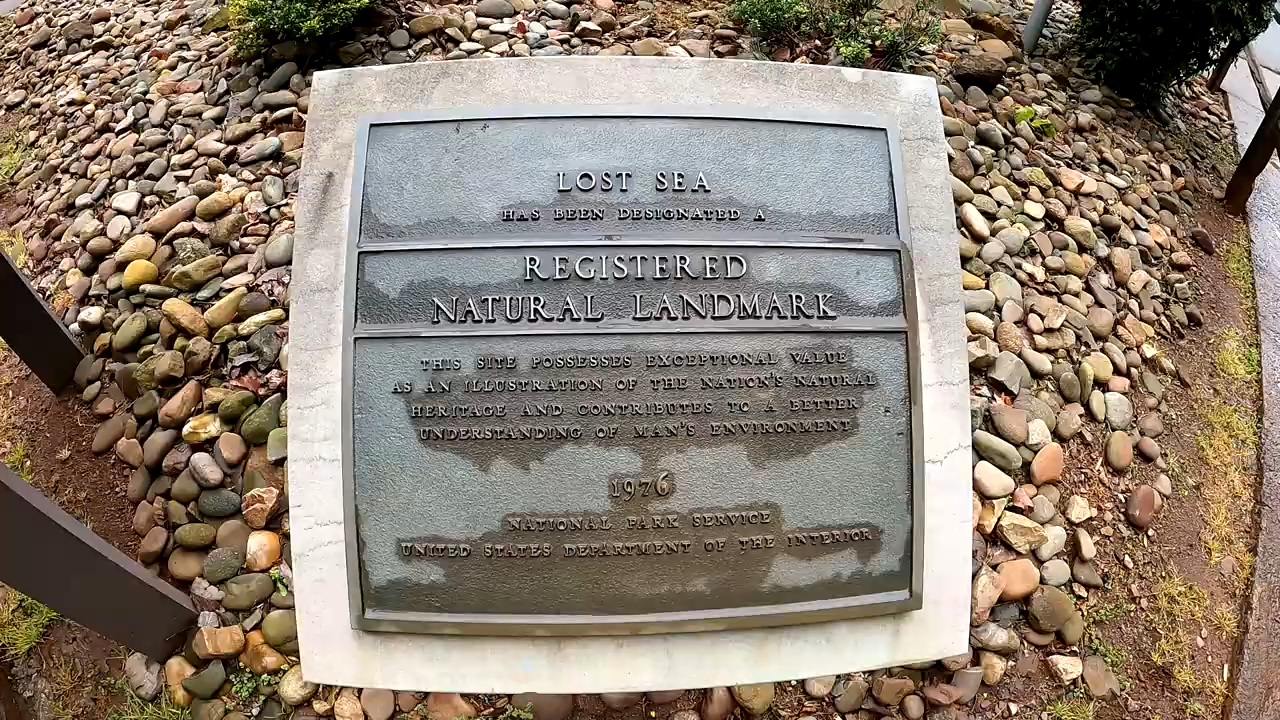 LOST SEA
HAS BEEN DESIGNATED A
REGISTERED
NATURAL LANDMARK
THIS SITE POSSESSES EXCEPTIONAL VALUE
AS AN ILLUSTRATION OF THE NATION'S NATURAL
HERITAGE AND CONTRIBUTES TO A BETTER
UNDERSTANDING OF MAN'S ENVIRONMENT
1976
NATIONAL PARK SERVICE
UNITED STATES DEPARTMENT OF THE INTERIOR